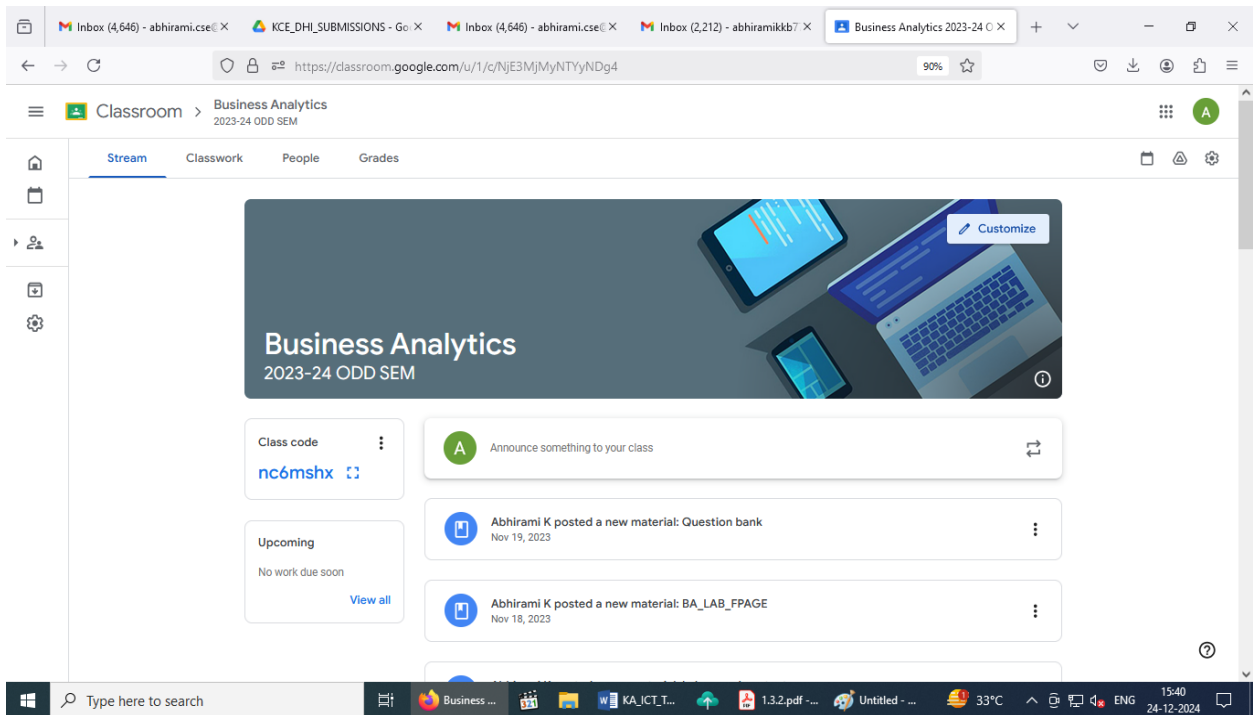 Inbox (4,646) - abhirami.cse@
KCE_DHI_SUBMISSIONS - Go
Inbox (4,646) - abhirami.cse@
Inbox (2,212) - abhiramikkb7
Business Analytics 2023-24 O
https://classroom.google.com/u/1/c/NjE3MjMyNTYyNDg4
90%
Classroom > Business Analytics
2023-24 ODD SEM
A
Stream Classwork People Grades
Customize
Business Analytics
2023-24 ODD SEM
Class code
nc6mshx
A
Announce something to your class
Upcoming
No work due soon
View all
Abhirami K posted a new material: Question bank
Nov 19, 2023
Abhirami K posted a new material: BA_LAB_FPAGE
Nov 18, 2023
Type here to search
Business ...
321
KA_ICT_T...
1.3.2.pdf -...
Untitled - ...
33°C
ENG
15:40
24-12-2024